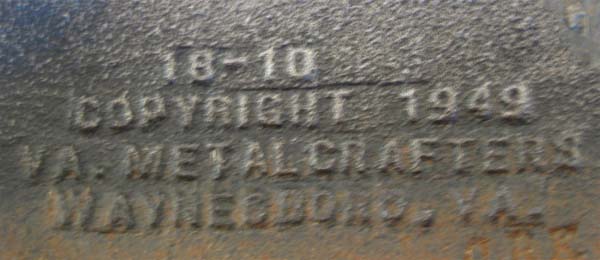 18-10
COPYRIGHT 1949
VA. METALCRAFTERS
WAYNESBORO, VA.